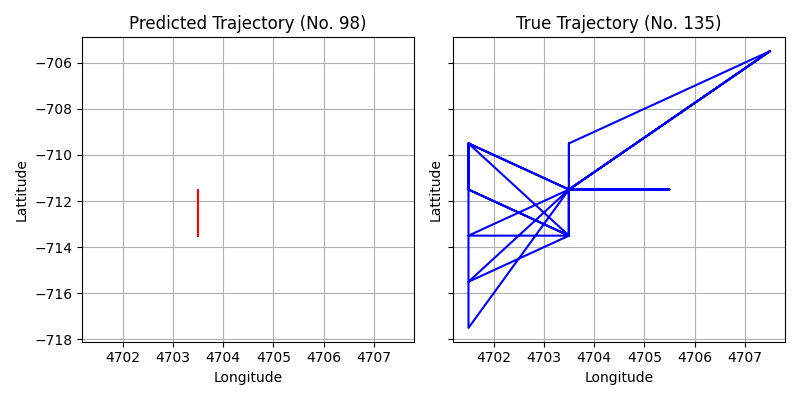 Predicted Trajectory (No. 98)
True Trajectory (No. 135)
Lattitude
−706
−708
−710
−712
−714
−716
−718
4702 4703 4704 4705 4706 4707
Longitude
Lattitude
4702 4703 4704 4705 4706 4707
Longitude